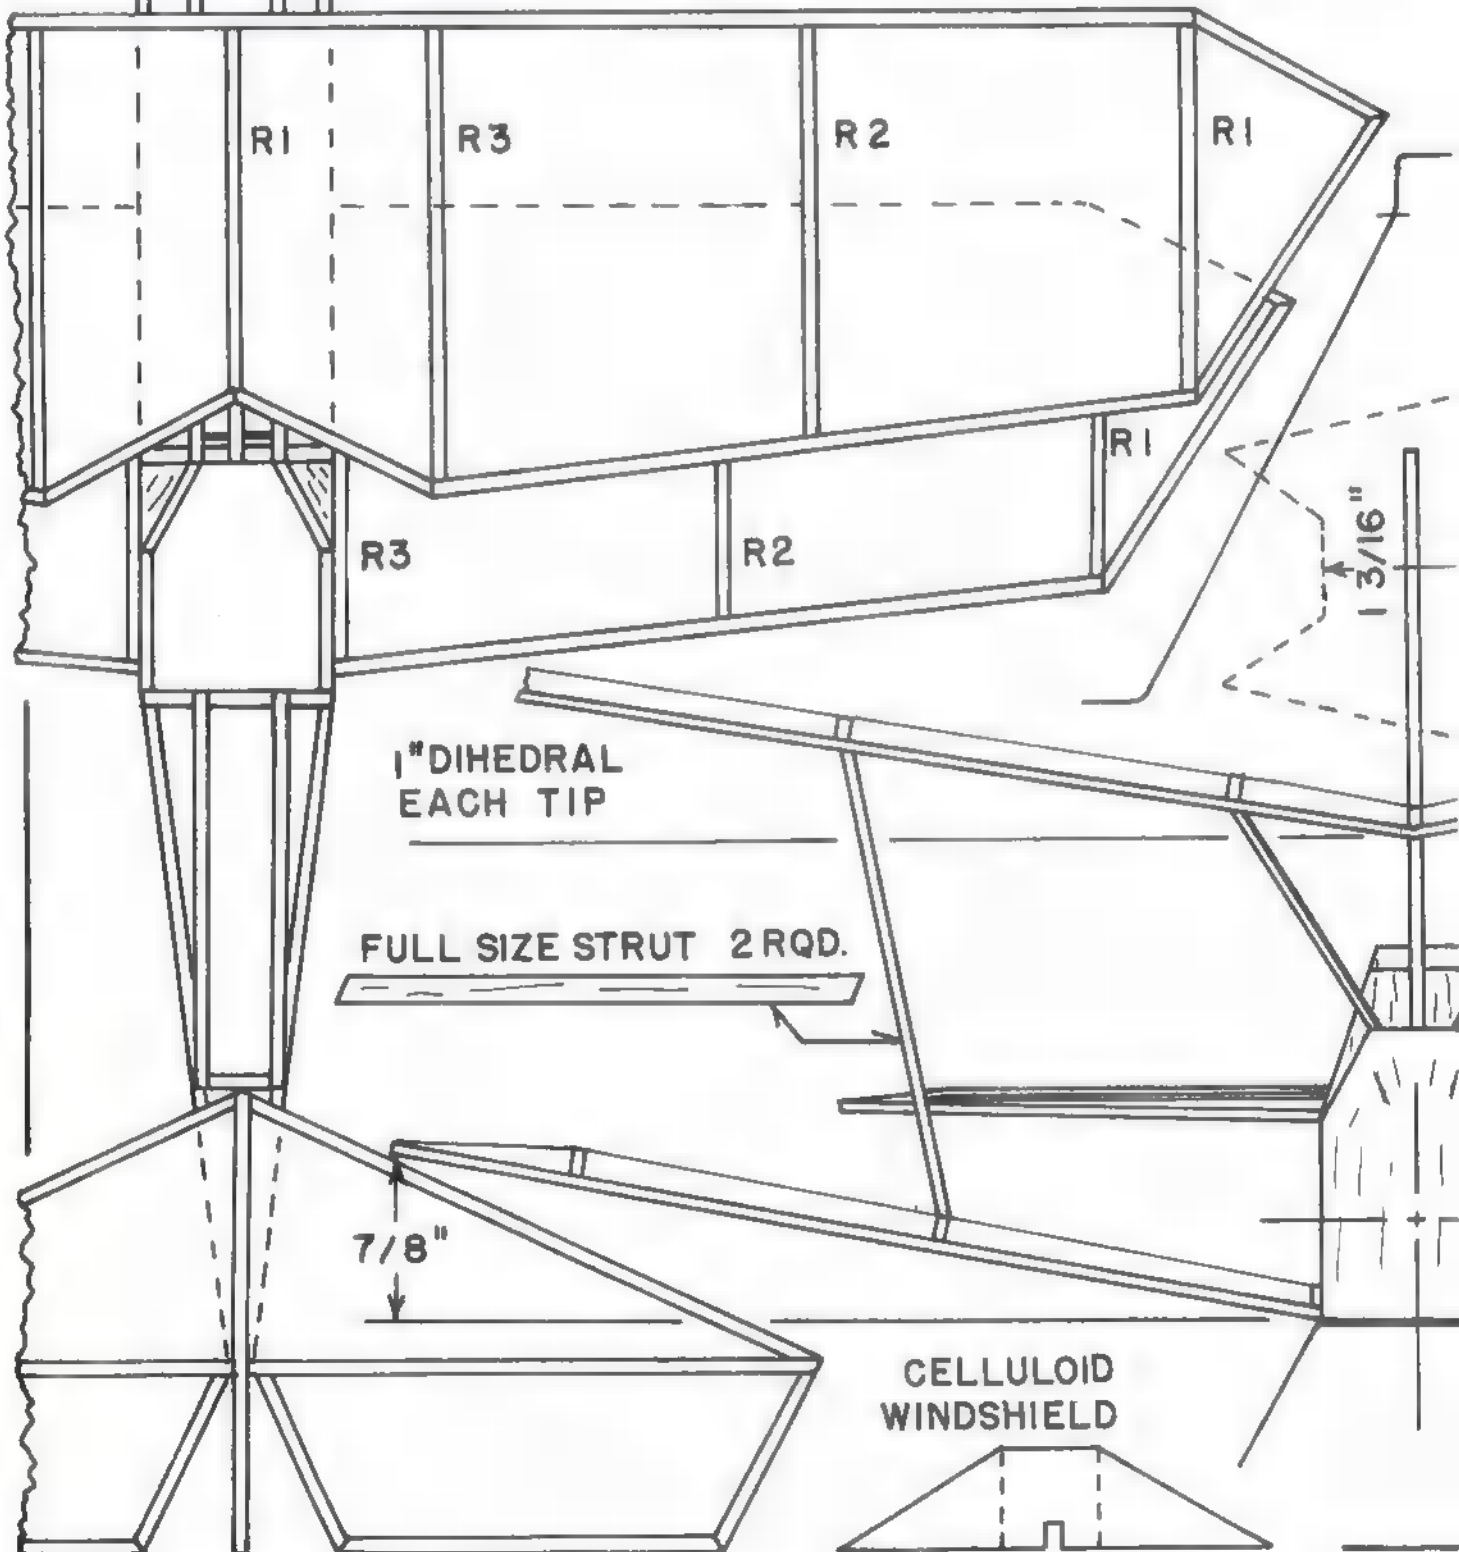 R1
R3
R2
R1
R1
R3
R2
1 3/16"
1" DIHEDRAL
EACH TIP
FULL SIZE STRUT 2 RQD.
7/8"
CELLULOID
WINDSHIELD